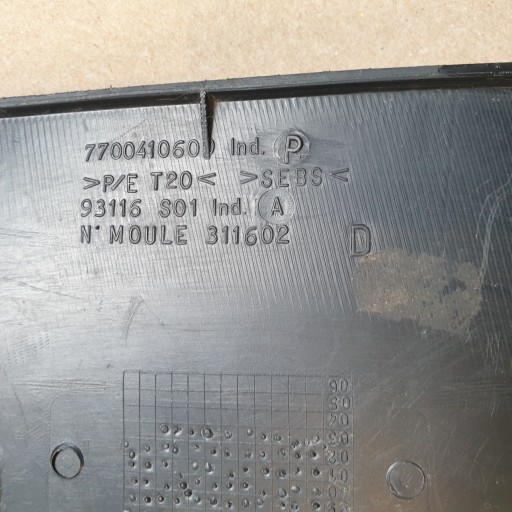 7700410600 Ind. P
>P/E T20< >SEBS<
93116 S01 Ind. A
N° MOULE 311602
D